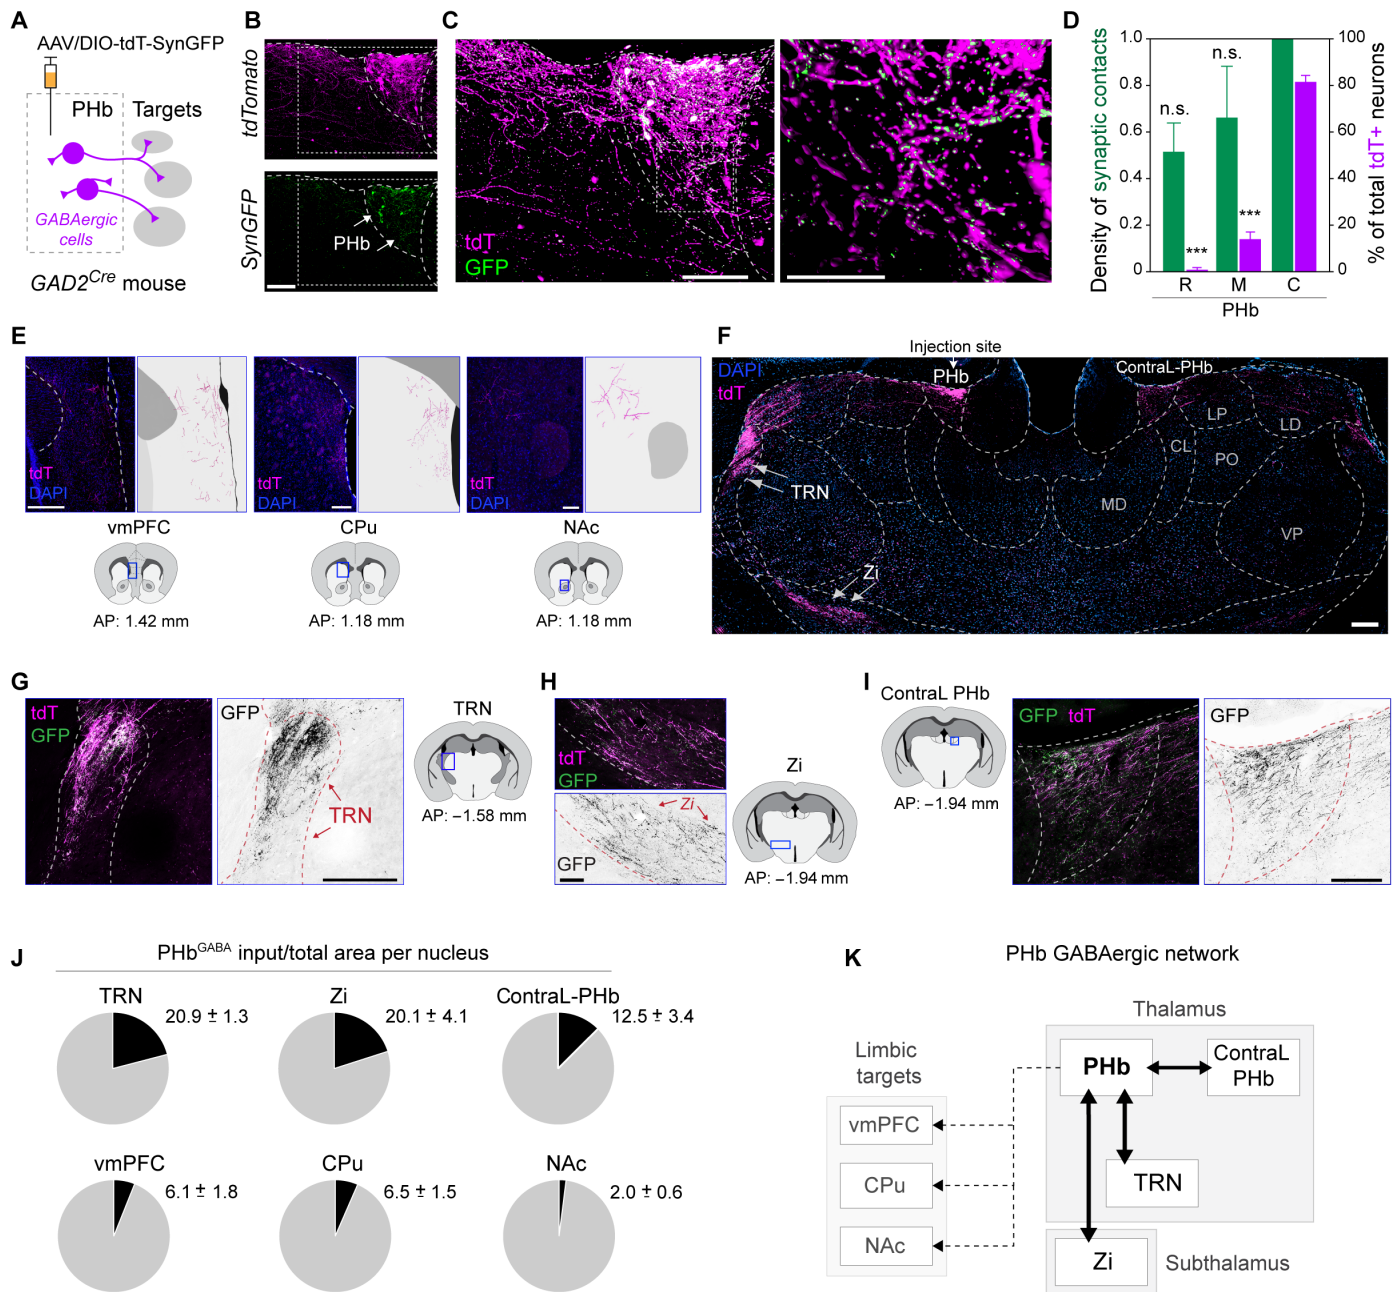 A
AAV/DIO-tdT-SynGFP
PHb
Targets
GABAergic
cells
GAD2Cre mouse
B
tdTomato
SynGFP
PHb
C
tdT
GFP
D
Density of synaptic contacts
1.0
0.8
0.6
0.4
0.2
0
n.s.
***
n.s.
***
100
80
60
40
20
0
% of total tdT+ neurons
R
M
C
PHb
E
tdT
DAPI
vmPFC
AP: 1.42 mm
tdT
DAPI
CPu
AP: 1.18 mm
tdT
DAPI
NAc
AP: 1.18 mm
F
Injection site
DAPI
tdT
PHb
ContraL-PHb
LP
LD
CL
PO
TRN
MD
VP
Zi
G
tdT
GFP
GFP
TRN
TRN
AP: −1.58 mm
H
tdT
GFP
Zi
GFP
Zi
AP: −1.94 mm
I
ContraL PHb
AP: −1.94 mm
GFP tdT
GFP
J
PHbGABA input/total area per nucleus
TRN
20.9 ± 1.3
Zi
20.1 ± 4.1
ContraL-PHb
12.5 ± 3.4
vmPFC
6.1 ± 1.8
CPu
6.5 ± 1.5
NAc
2.0 ± 0.6
K
PHb GABAergic network
Thalamus
Limbic
targets
PHb
ContraL
PHb
vmPFC
CPu
TRN
NAc
Zi
Subthalamus